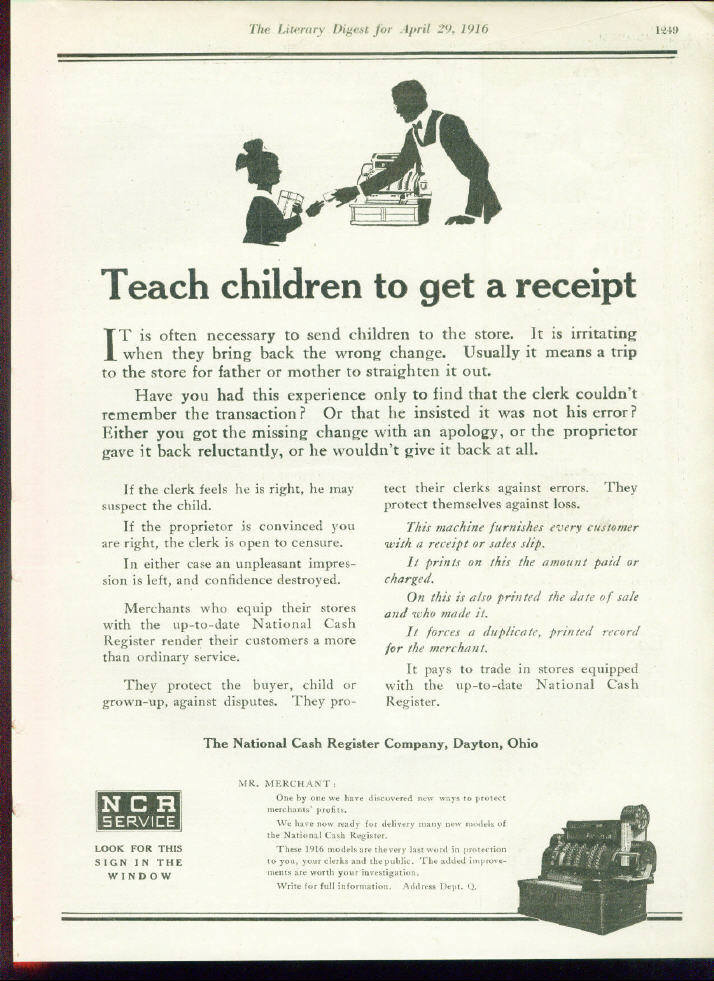 The Literary Digest for April 29, 1916
1249
Teach children to get a receipt
IT is often necessary to send children to the store. It is irritating
when they bring back the wrong change. Usually it means a trip
to the store for father or mother to straighten it out.
Have you had this experience only to find that the clerk couldn't
remember the transaction? Or that he insisted it was not his error?
Either you got the missing change with an apology, or the proprietor
gave it back reluctantly, or he wouldn't give it back at all.
If the clerk feels he is right, he may
suspect the child.
If the proprietor is convinced you
are right, the clerk is open to censure.
In either case an unpleasant impres-
sion is left, and confidence destroyed.
Merchants who equip their stores
with the up-to-date National Cash
Register render their customers a more
than ordinary service.
They protect the buyer, child or
grown-up, against disputes. They pro-
tect their clerks against errors. They
protect themselves against loss.
This machine furnishes every customer
with a receipt or sales slip.
It prints on this the amount paid or
charged.
On this is also printed the date of sale
and who made it.
It forces a duplicate, printed record
for the merchant.
It pays to trade in stores equipped
with the up-to-date National Cash
Register.
The National Cash Register Company, Dayton, Ohio
NCR
SERVICE
LOOK FOR THIS
SIGN IN THE
WINDOW
MR. MERCHANT:
One by one we have discovered new ways to protect
merchants' profits.
We have now ready for delivery many new models of
the National Cash Register.
These 1916 models are the very last word in protection
to you, your clerks and the public. The added improve-
ments are worth your investigation.
Write for full information. Address Dept. Q.